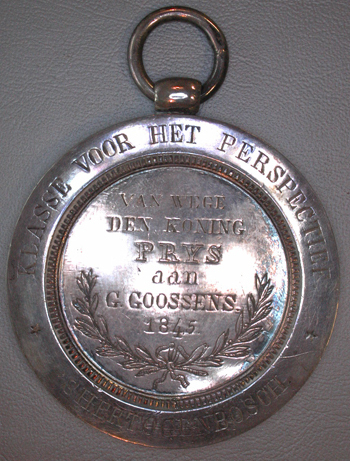 KLASSE VOOR HET PERSPECTIEF
VAN WEGE
DEN KONING
PRYS
aan
G. GOOSSENS.
1845
S'HERTOGENBOSCH.